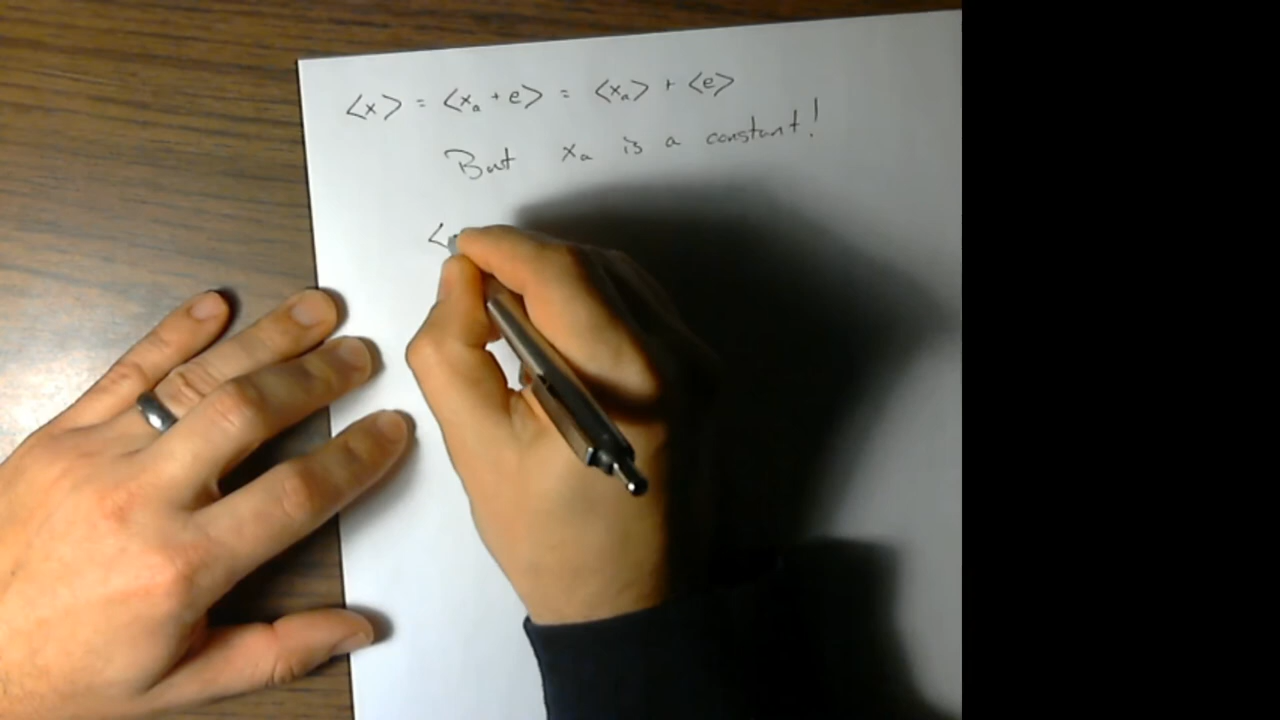 <x> = <xₐ + e> = <xₐ> + <e>
But xₐ is a constant!
<